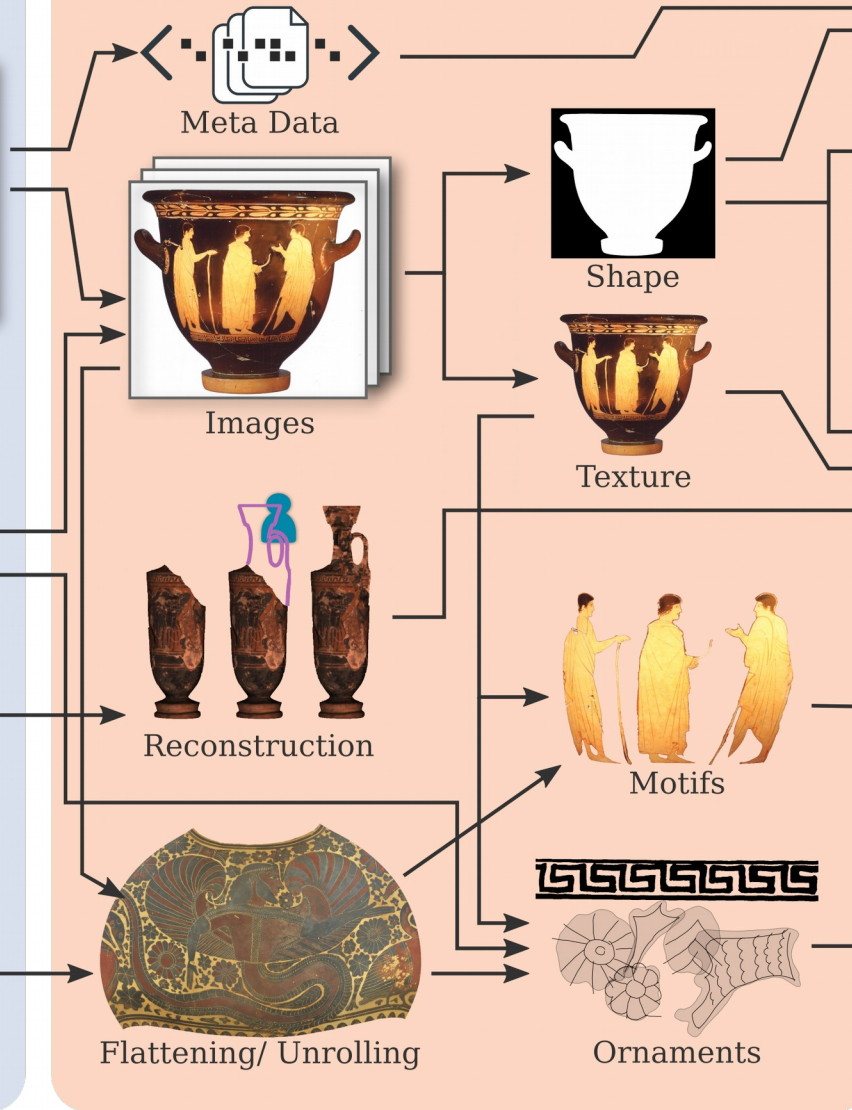 Meta Data
Images
Shape
Texture
Reconstruction
Motifs
Flattening/ Unrolling
Ornaments